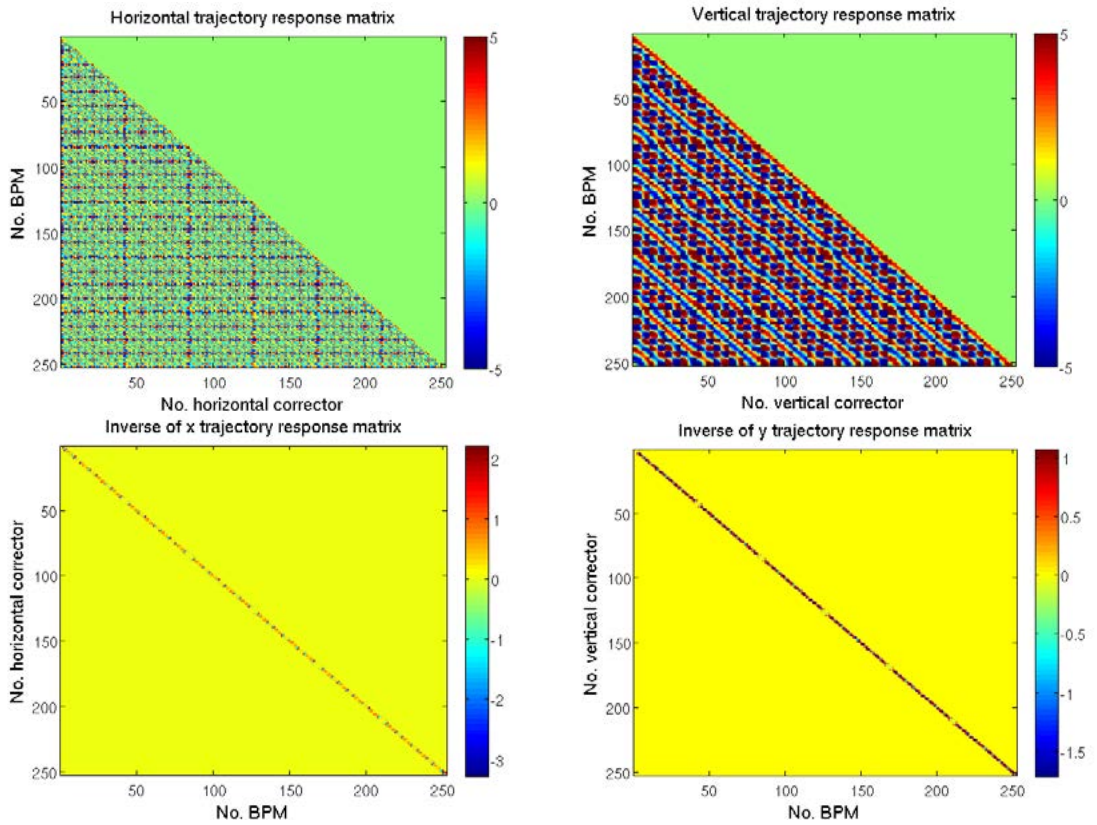 Horizontal trajectory response matrix
No. BPM
50
100
150
200
250
50 100 150 200 250
No. horizontal corrector
5
0
-5
Vertical trajectory response matrix
No. BPM
50
100
150
200
250
50 100 150 200 250
No. vertical corrector
5
0
-5
Inverse of x trajectory response matrix
No. horizontal corrector
50
100
150
200
250
50 100 150 200 250
No. BPM
2
1
0
-1
-2
-3
Inverse of y trajectory response matrix
No. vertical corrector
50
100
150
200
250
50 100 150 200 250
No. BPM
1
0.5
0
-0.5
-1
-1.5